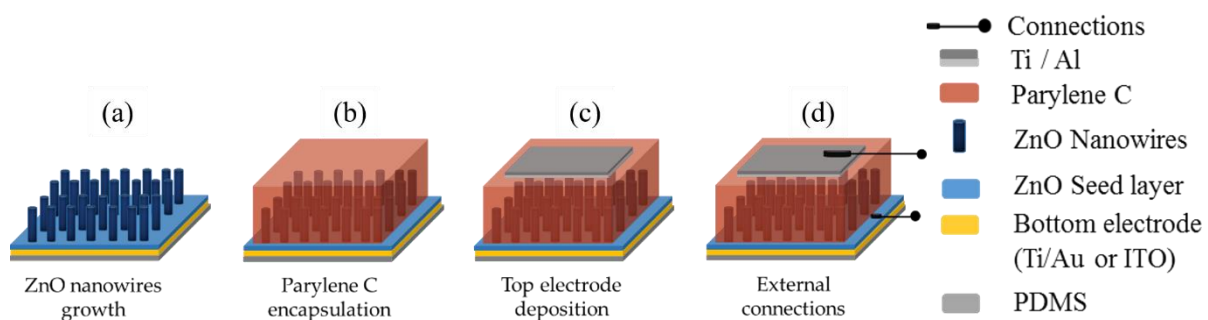 (a)
(b)
(c)
(d)
ZnO nanowires
growth
Parylene C
encapsulation
Top electrode
deposition
External
connections
Connections
Ti / Al
Parylene C
ZnO Nanowires
ZnO Seed layer
Bottom electrode
(Ti/Au or ITO)
PDMS